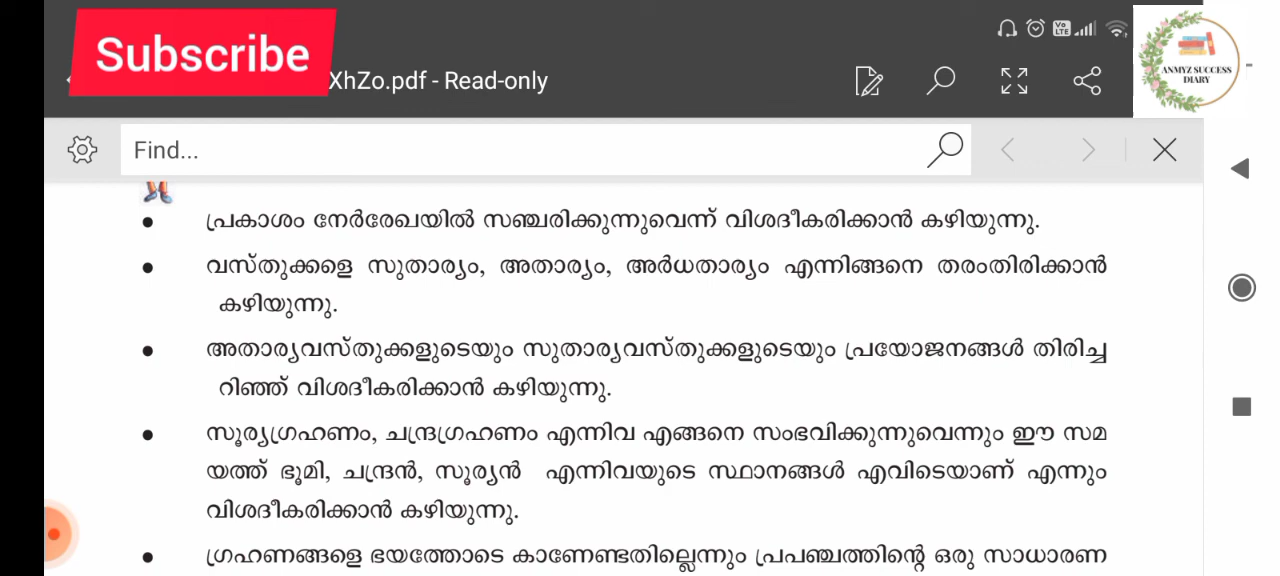 Subscribe
XhZo.pdf - Read-only
ANMYZ SUCCESS
DIARY
Find...
• പ്രകാശം നേർരേഖയിൽ സഞ്ചരിക്കുന്നുവെന്ന് വിശദീകരിക്കാൻ കഴിയുന്നു.
• വസ്തുക്കളെ സുതാര്യം, അതാര്യം, അർധതാര്യം എന്നിങ്ങനെ തരംതിരിക്കാൻ
കഴിയുന്നു.
• അതാര്യവസ്തുക്കളുടെയും സുതാര്യവസ്തുക്കളുടെയും പ്രയോജനങ്ങൾ തിരിച്ച
റിഞ്ഞ് വിശദീകരിക്കാൻ കഴിയുന്നു.
• സൂര്യഗ്രഹണം, ചന്ദ്രഗ്രഹണം എന്നിവ എങ്ങനെ സംഭവിക്കുന്നുവെന്നും ഈ സമ
യത്ത് ഭൂമി, ചന്ദ്രൻ, സൂര്യൻ എന്നിവയുടെ സ്ഥാനങ്ങൾ എവിടെയാണ് എന്നും
വിശദീകരിക്കാൻ കഴിയുന്നു.
• ഗ്രഹണങ്ങളെ ഭയത്തോടെ കാണേണ്ടതില്ലെന്നും പ്രപഞ്ചത്തിന്റെ ഒരു സാധാരണ